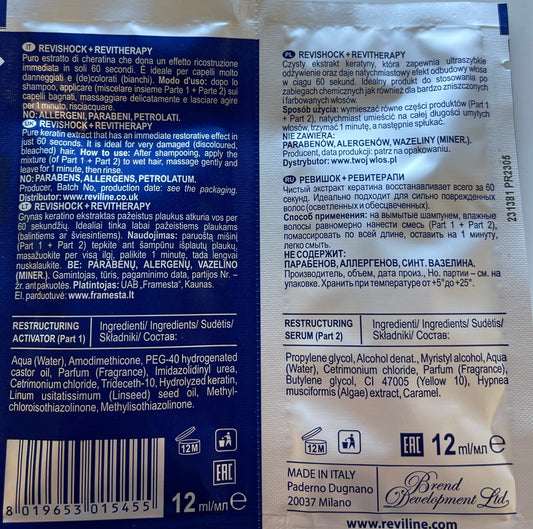 IT REVISHOCK+REVITHERAPY
Puro estratto di cheratina che dona un effetto ricostruzione
immediata in soli 60 secondi. È ideale per capelli molto
danneggiati e (de)colorati (bianchi). Modo d'uso: dopo lo
shampoo, applicare (miscelare insieme Parte 1 + Parte 2) sui
capelli bagnati, massaggiare delicatamente e lasciare agire
per 1 minuto, risciacquare.
NO: ALLERGENI, PARABENI, PETROLATI.
UK REVISHOCK+REVITHERAPY
Pure keratin extract that has an immediate restorative effect in
just 60 seconds. It is ideal for very damaged (discoloured,
bleached) hair. How to use: After shampooing, apply the
mixture (of Part 1 + Part 2) to wet hair, massage gently and
leave for 1 minute, then rinse.
NO: PARABENS, ALLERGENS, PETROLATUM.
Producer, Batch No, production date: see the packaging.
Distributor: www.reviline.co.uk
LT REVISHOCK+REVITHERAPY
Grynas keratino ekstraktas pažeistus plaukus atkuria vos per
60 sekundžių. Idealiai tinka labai pažeistiems plaukams
(balintiems ar šviesintiems). Naudojimas: paruoštą mišinį
(Part 1 + Part 2) tepkite ant šampūnu išplautų plaukų,
masažuokite per visą ilgį, palikite 1 minutę, tada lengvai
nuskalaukite. BE: PARABENŲ, ALERGENŲ, VAZELINO
(MINER.). Gamintojas, tūris, pagaminimo data, partijos Nr. –
žr. ant pakuotės. Platintojas: UAB „Framesta", Kaunas.
El. parduotuvė: www.framesta.lt
RESTRUCTURING
ACTIVATOR (Part 1)
Ingredienti/ Ingredients/ Sudėtis/
Składniki/ Состав:
Aqua (Water), Amodimethicone, PEG-40 hydrogenated
castor oil, Parfum (Fragrance), Imidazolidinyl urea,
Cetrimonium chloride, Trideceth-10, Hydrolyzed keratin,
Linum usitatissimum (Linseed) seed oil, Methyl-
chloroisothiazolinone, Methylisothiazolinone.
12M
EAC
8 019653 015455
12 ml/мл e
PL REVISHOCK+REVITHERAPY
Czysty ekstrakt keratyny, która zapewnia ultraszybkie
odżywienie oraz daje natychmiastowy efekt odbudowy włosa
w ciągu 60 sekund. Idealny produkt do stosowania po
zabiegach chemicznych jak również dla bardzo zniszczonych
i farbowanych włosów.
Sposób użycia: wymieszać równe części produktów (Part 1
+ Part 2), natychmiast umieścić na całej długości umytych
włosów, trzymać 1 minutę, a następnie spłukać.
NIE ZAWIERA:
PARABENÓW, ALERGENÓW, WAZELINY (MINER.).
Producent, data produkcji: patrz na opakowaniu.
Dystrybutor: www.twoj wlos.pl
RU РЕВИШОК+РЕВИТЕРАПИ
Чистый экстракт кератина восстанавливает всего за 60
секунд. Идеально подходит для сильно поврежденных
волос (осветленных и обесцвеченных).
Способ применения: на вымытые шампунем, влажные
волосы равномерно нанести смесь (Part 1 + Part 2),
помассировать по всей длине, оставить на 1 минуту,
легко смыть.
НЕ СОДЕРЖИТ:
ПАРАБЕНОВ, АЛЛЕРГЕНОВ, СИНТ. ВАЗЕЛИНА.
Производитель, объем, дата произ., Но. партии – см. на
упаковке. Хранить при температуре от +5° до +25°.
231381 PR2305
RESTRUCTURING
SERUM (Part 2)
Ingredienti/ Ingredients/ Sudėtis/
Składniki/ Состав:
Propylene glycol, Alcohol denat., Myristyl alcohol, Aqua
(Water), Cetrimonium chloride, Parfum (Fragrance),
Butylene glycol, CI 47005 (Yellow 10), Hypnea
musciformis (Algae) extract, Caramel.
12M
EAC
12 ml/мл e
MADE IN ITALY
Paderno Dugnano
20037 Milano
Brend
Development Ltd.
www.reviline.com